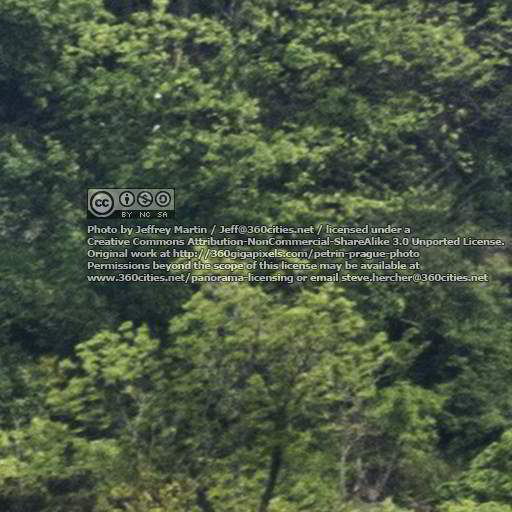 cc
BY NC SA
Photo by Jeffrey Martin / Jeff@360cities.net / licensed under a
Creative Commons Attribution-NonCommercial-ShareAlike 3.0 Unported License.
Original work at http://360gigapixels.com/petrin-prague-photo
Permissions beyond the scope of this license may be available at
www.360cities.net/panorama-licensing or email steve.hercher@360cities.net